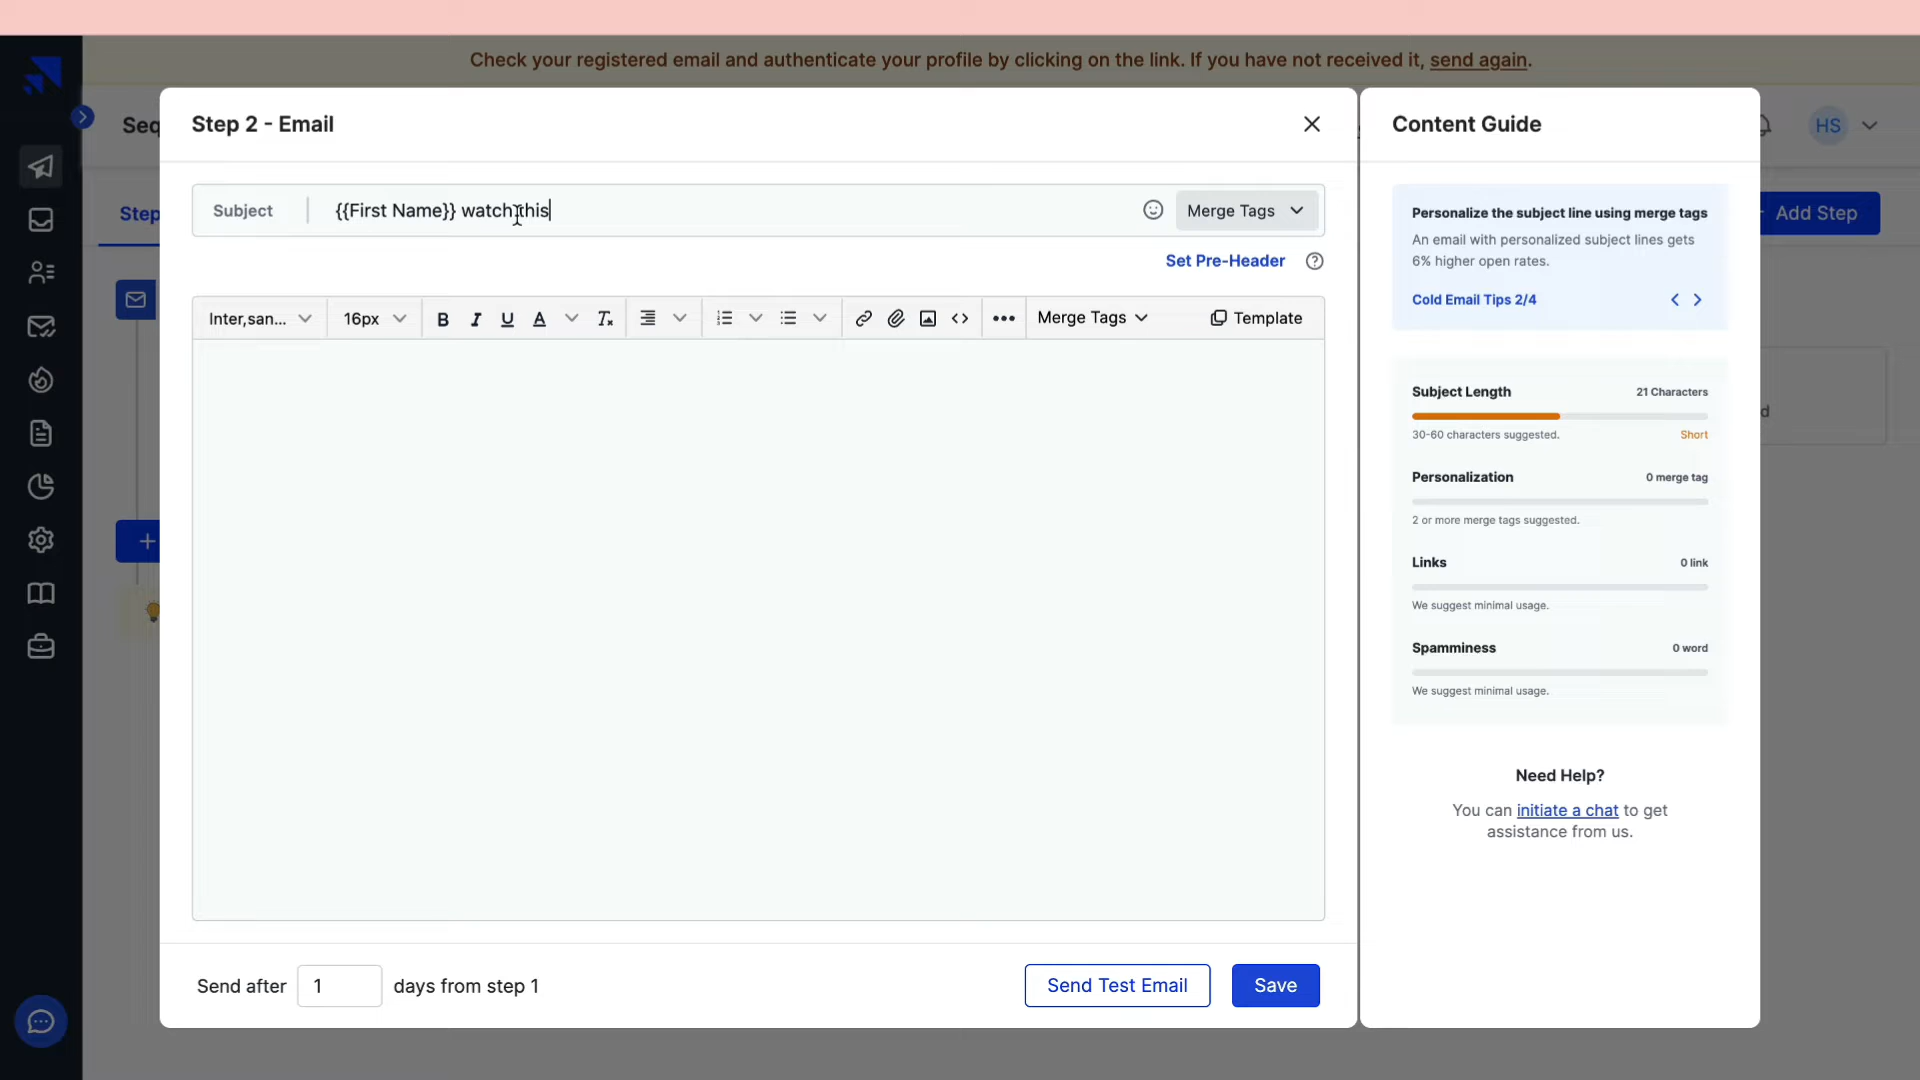 Check your registered email and authenticate your profile by clicking on the link. If you have not received it, send again.
Seq
Step 2 - Email
Content Guide
HS
Step
Subject
{{First Name}} watch this
Merge Tags
Add Step
Set Pre-Header
Personalize the subject line using merge tags
An email with personalized subject lines gets
6% higher open rates.
Cold Email Tips 2/4
Inter,san...
16px
B
I
U
A
Merge Tags
Template
Subject Length
21 Characters
30-60 characters suggested.
Short
Personalization
0 merge tag
2 or more merge tags suggested.
Links
0 link
We suggest minimal usage.
Spamminess
0 word
We suggest minimal usage.
Need Help?
You can initiate a chat to get
assistance from us.
Send after
1
days from step 1
Send Test Email
Save